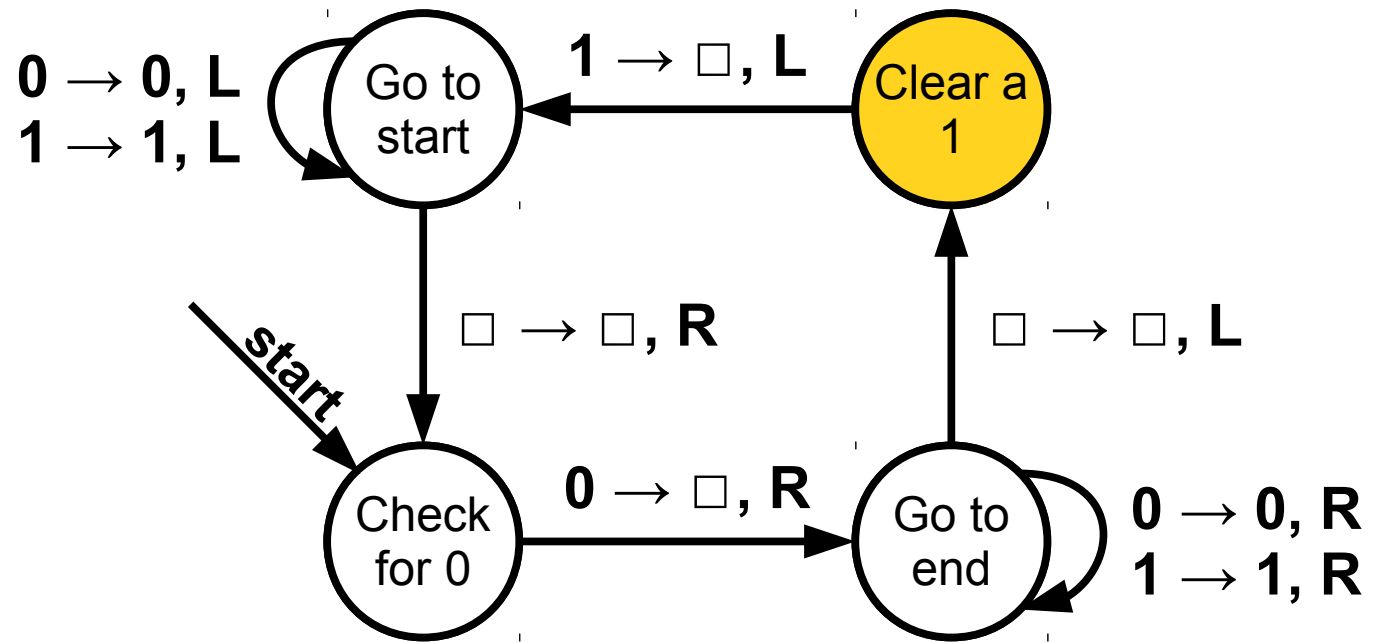 0 → 0, L
1 → 1, L
Go to
start
1 → □, L
Clear a
1
□ → □, R
□ → □, L
start
Check
for 0
0 → □, R
Go to
end
0 → 0, R
1 → 1, R